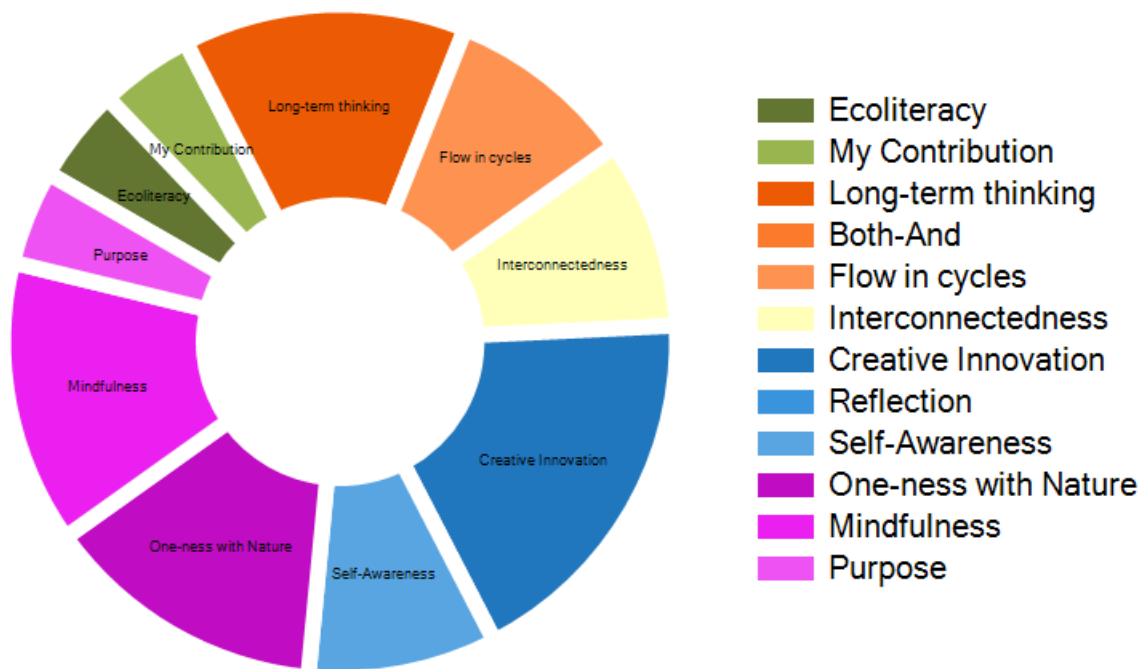 Long-term thinking
My Contribution
Flow in cycles
Ecoliteracy
Purpose
Interconnectedness
Mindfulness
Creative Innovation
One-ness with Nature
Self-Awareness
Ecoliteracy
My Contribution
Long-term thinking
Both-And
Flow in cycles
Interconnectedness
Creative Innovation
Reflection
Self-Awareness
One-ness with Nature
Mindfulness
Purpose